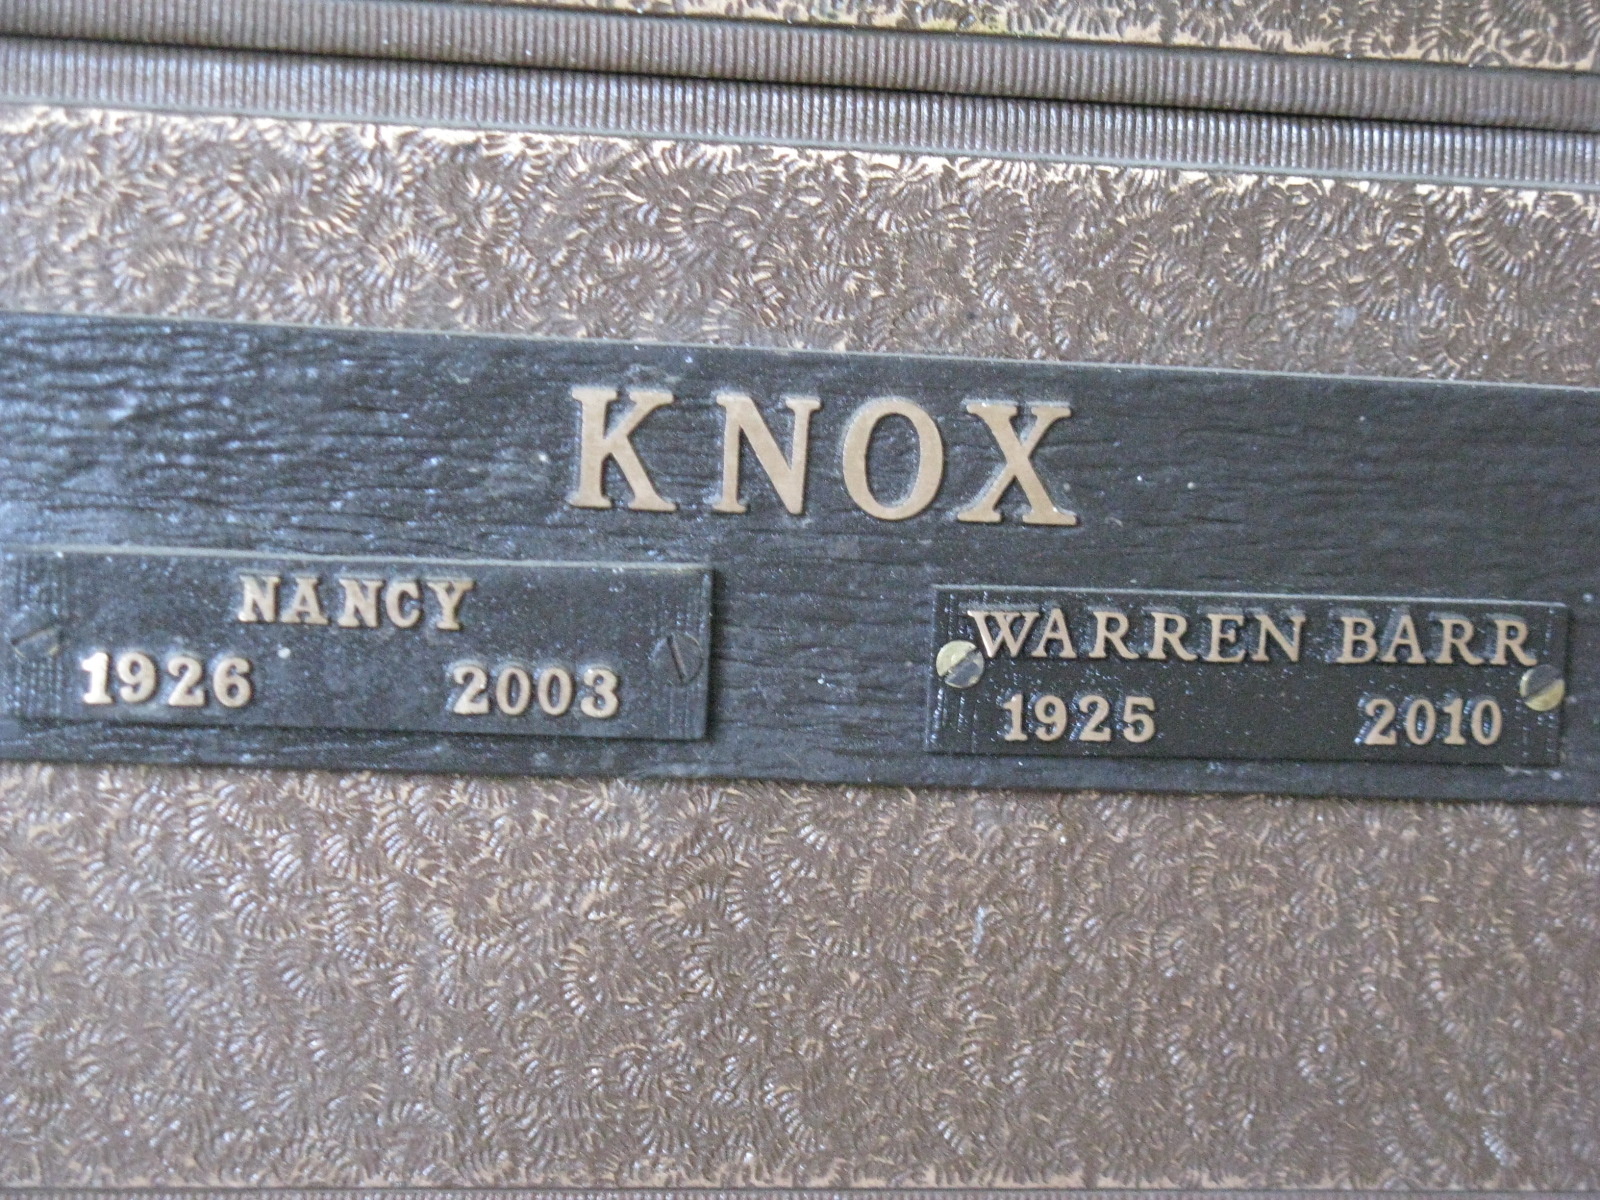 KNOX
NANCY
1926 2003
WARREN BARR
1925 2010